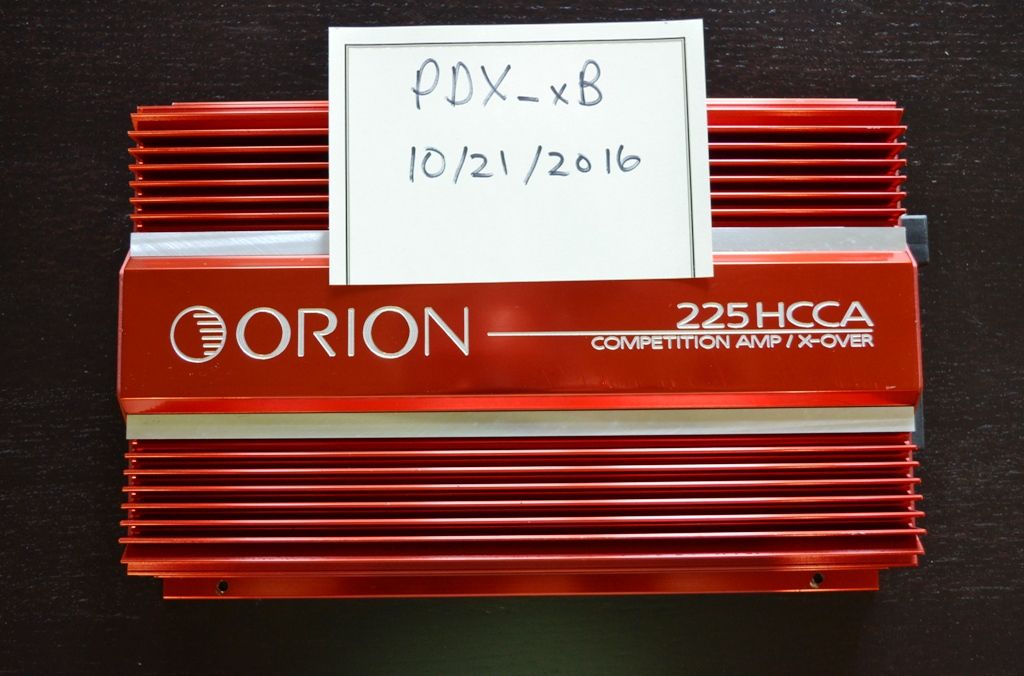 PDX_xB
10/21/2016
ORION
225HCCA
COMPETITION AMP / X-OVER